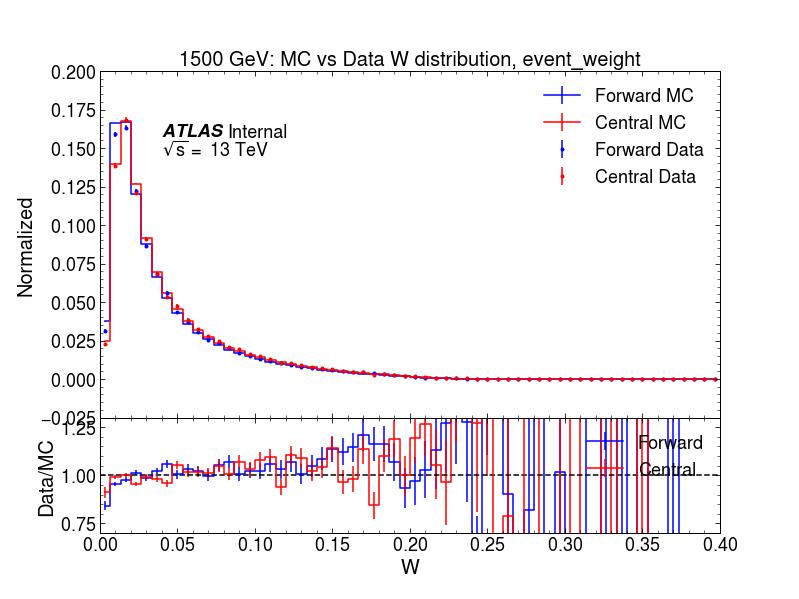 1500 GeV: MC vs Data W distribution, event_weight
Normalized
0.200
0.175
0.150
0.125
0.100
0.075
0.050
0.025
0.000
−0.025
ATLAS Internal
√s = 13 TeV
Forward MC
Central MC
Forward Data
Central Data
Data/MC
1.25
1.00
0.75
Forward
Central
0.00 0.05 0.10 0.15 0.20 0.25 0.30 0.35 0.40
W